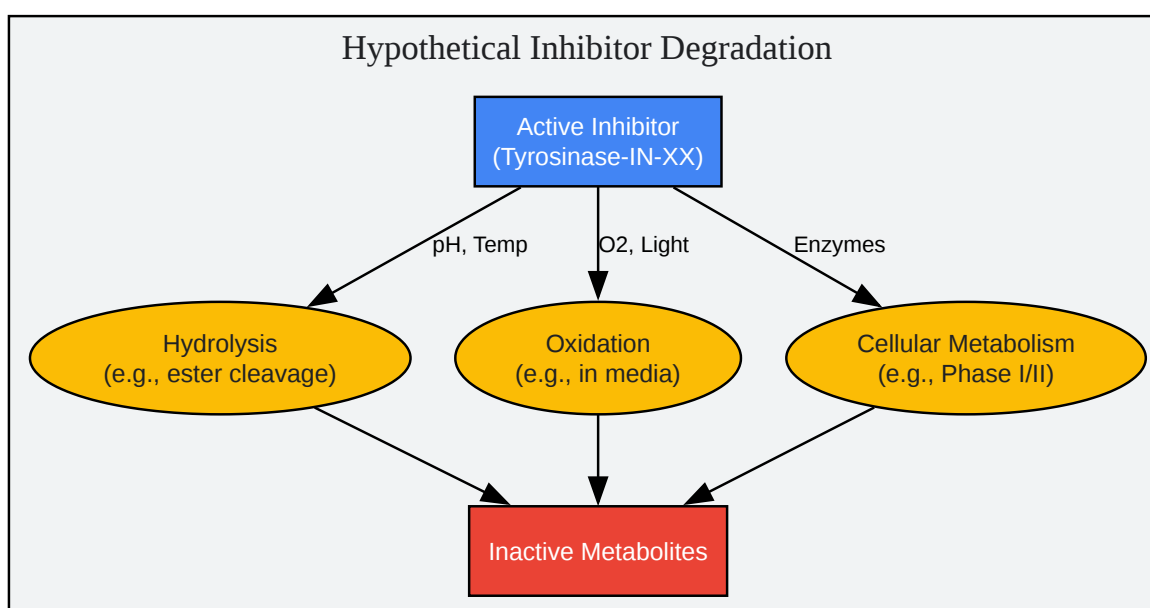 Hypothetical Inhibitor Degradation
Active Inhibitor
(Tyrosinase-IN-XX)
pH, Temp
O2, Light
Enzymes
Hydrolysis
(e.g., ester cleavage)
Oxidation
(e.g., in media)
Cellular Metabolism
(e.g., Phase I/II)
Inactive Metabolites